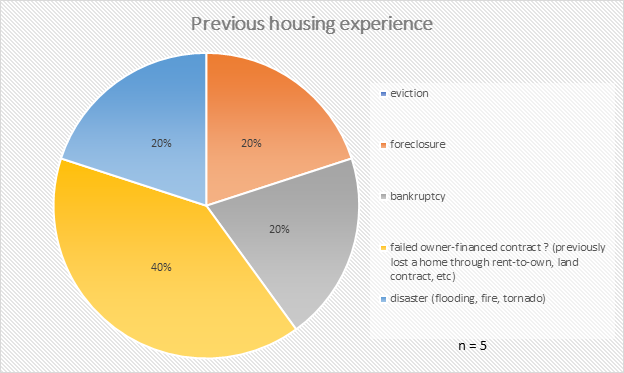 Previous housing experience
20%
20%
20%
40%
eviction
foreclosure
bankruptcy
failed owner-financed contract ? (previously
lost a home through rent-to-own, land
contract, etc)
disaster (flooding, fire, tornado)
n = 5